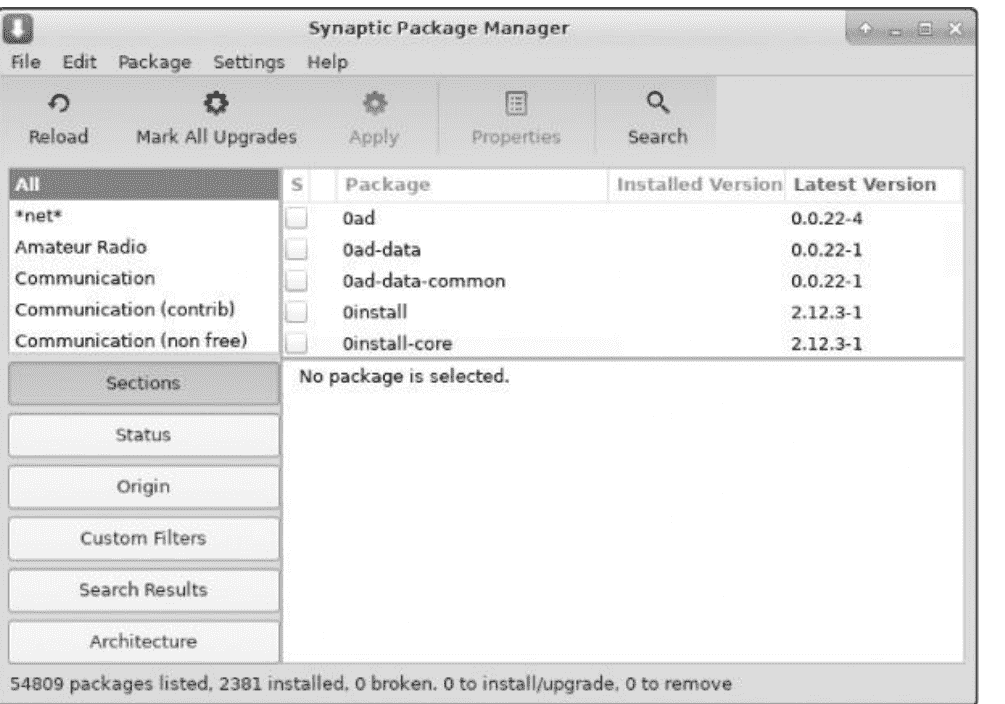 Synaptic Package Manager
File Edit Package Settings Help
Reload Mark All Upgrades Apply Properties Search
All
*net*
Amateur Radio
Communication
Communication (contrib)
Communication (non free)
S Package Installed Version Latest Version
0ad 0.0.22-4
0ad-data 0.0.22-1
0ad-data-common 0.0.22-1
0install 2.12.3-1
0install-core 2.12.3-1
Sections
Status
Origin
Custom Filters
Search Results
Architecture
No package is selected.
54809 packages listed, 2381 installed, 0 broken. 0 to install/upgrade, 0 to remove